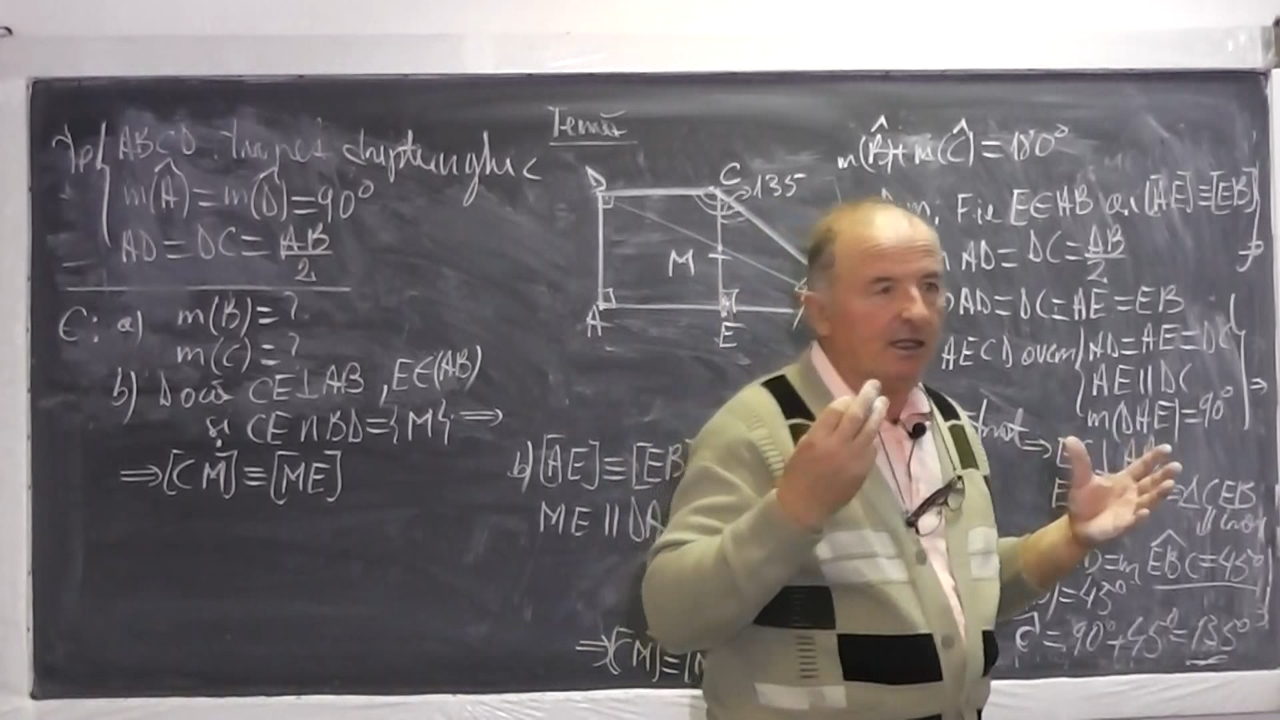 Ip ABCD trapez dreptunghic
m(Â)=m(D̂)=90°
AD=DC=AB/2
C: a) m(B)=?
m(C)=?
b) Dacă CE⊥AB, E∈(AB)
și CE∩BD={M} ⇒
⇒[CM]≡[ME]
Temă
D C 135
M
A E
b) [AE]≡[EB
ME∥DA
⇒[CM]≡[M
m(B̂)+m(Ĉ)=180°
Dem: Fie E∈AB a.î. [AE]≡[EB]
AD=DC=AB/2
AD=DC=AE=EB
AECD avem AD=AE=DC
AE∥DC
m(DAE)=90° ⇒
⇒
≡ΔCEB
m EBC=45°
=45°
Ĉ=90°+45°=135°